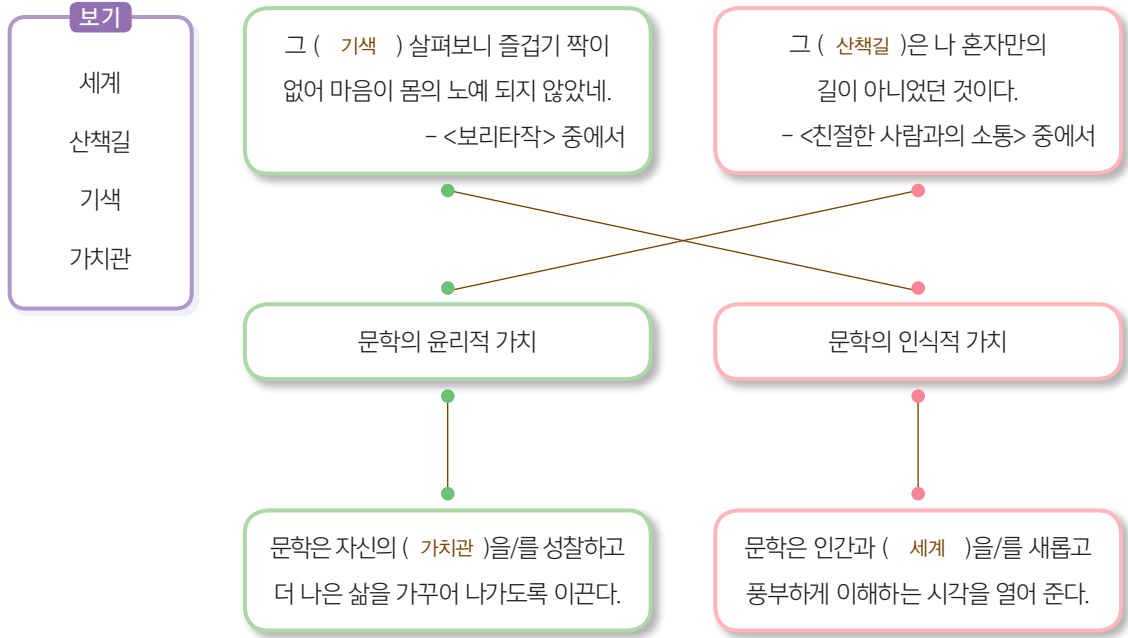 보기
세계
산책길
기색
가치관
그 ( 기색 ) 살펴보니 즐겁기 짝이
없어 마음이 몸의 노예 되지 않았네.
– <보리타작> 중에서
그 ( 산책길 )은 나 혼자만의
길이 아니었던 것이다.
– <친절한 사람과의 소통> 중에서
문학의 윤리적 가치
문학의 인식적 가치
문학은 자신의 ( 가치관 )을/를 성찰하고
더 나은 삶을 가꾸어 나가도록 이끈다.
문학은 인간과 ( 세계 )을/를 새롭고
풍부하게 이해하는 시각을 열어 준다.